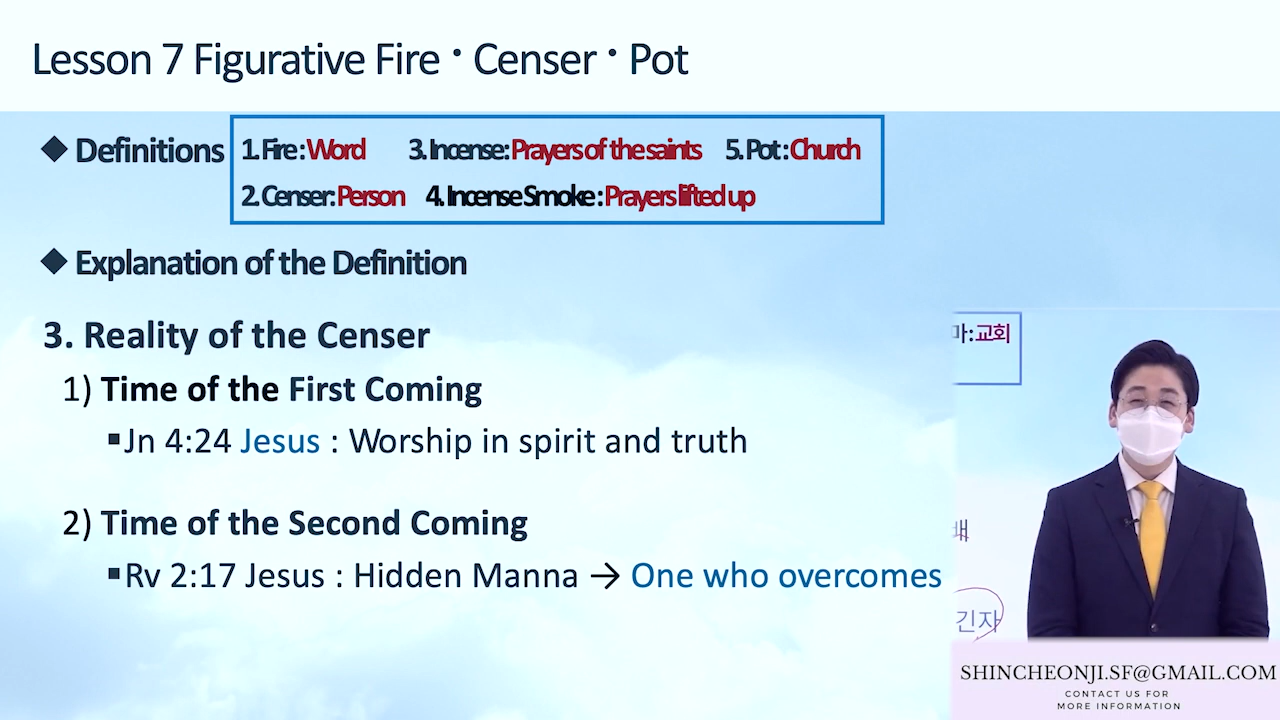 Lesson 7 Figurative Fire · Censer · Pot
◆ Definitions
1. Fire : Word 3. Incense : Prayers of the saints 5. Pot : Church
2. Censer : Person 4. Incense Smoke : Prayers lifted up
◆ Explanation of the Definition
3. Reality of the Censer
1) Time of the First Coming
▪Jn 4:24 Jesus : Worship in spirit and truth
2) Time of the Second Coming
▪Rv 2:17 Jesus : Hidden Manna → One who overcomes
마:교회
배
긴자
SHINCHEONJI.SF@GMAIL.COM
CONTACT US FOR
MORE INFORMATION